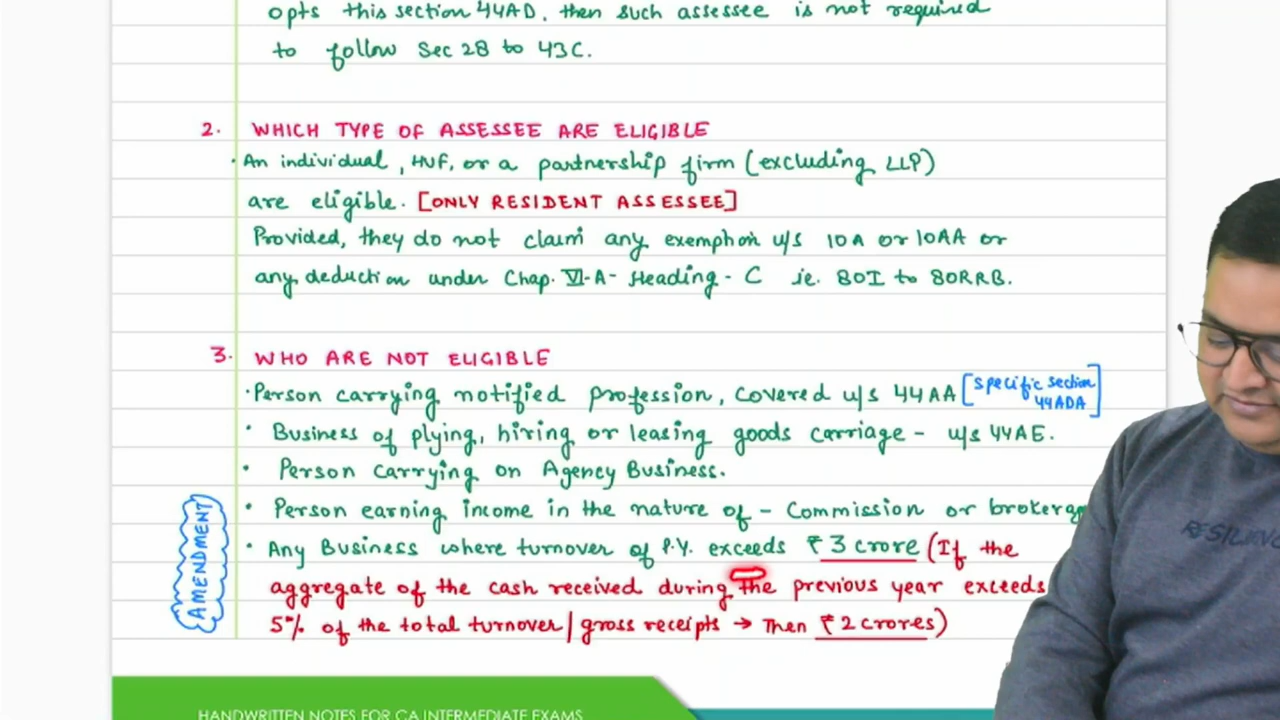 opts this section 44AD, then such assessee is not required
to follow Sec 28 to 43C.
2. WHICH TYPE OF ASSESSEE ARE ELIGIBLE
· An individual, HUF, or a partnership firm (excluding LLP)
are eligible. [ONLY RESIDENT ASSESSEE]
Provided, they do not claim any exemption u/s 10A or 10AA or
any deduction under Chap. VI-A- Heading - C ie. 80I to 80RRB.
3. WHO ARE NOT ELIGIBLE
· Person carrying notified profession, covered u/s 44AA [specific section
44ADA]
· Business of plying, hiring or leasing goods carriage - u/s 44AE.
· Person carrying on Agency Business.
· Person earning income in the nature of - Commission or
AMENDMENT
· Any Business where turnover of P.Y. exceeds ₹3 crore (If the
aggregate of the cash received during the previous year exceeds
5% of the total turnover/gross receipts → Then ₹2 crores)
HANDWRITTEN NOTES FOR CA INTERMEDIATE EXAMS